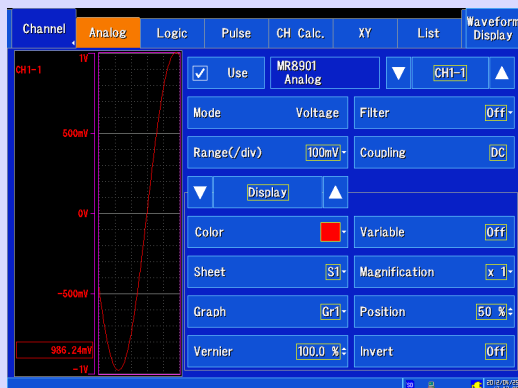 Channel
Analog
Logic
Pulse
CH Calc.
XY
List
Waveform
Display
CH1-1
1V
500mV
0V
-500mV
986.24mV
-1V
Use
MR8901
Analog
CH1-1
Mode Voltage
Filter Off
Range(/div) 100mV
Coupling DC
Display
Color
Variable Off
Sheet S1
Magnification x 1
Graph Gr1
Position 50 %
Vernier 100.0 %
Invert Off
SD